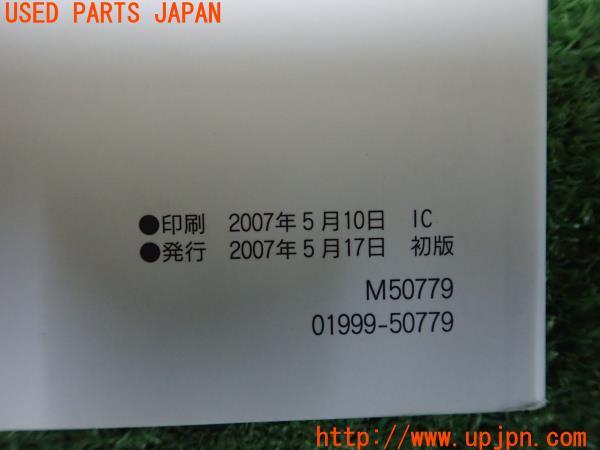 USED PARTS JAPAN
●印刷 2007年5月10日 IC
●発行 2007年5月17日 初版
M50779
01999-50779
http://www.upjpn.com/